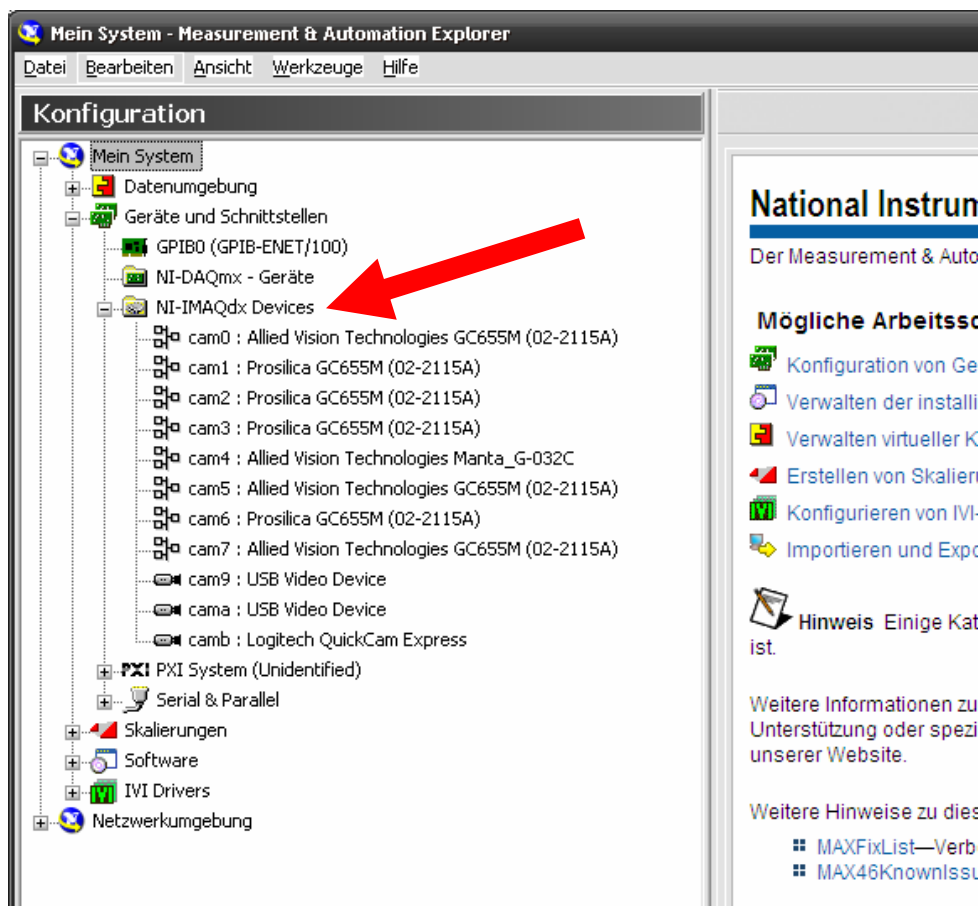 Mein System - Measurement & Automation Explorer
Datei Bearbeiten Ansicht Werkzeuge Hilfe
Konfiguration
Mein System
Datenumgebung
Geräte und Schnittstellen
GPIB0 (GPIB-ENET/100)
NI-DAQmx - Geräte
NI-IMAQdx Devices
cam0 : Allied Vision Technologies GC655M (02-2115A)
cam1 : Prosilica GC655M (02-2115A)
cam2 : Prosilica GC655M (02-2115A)
cam3 : Prosilica GC655M (02-2115A)
cam4 : Allied Vision Technologies Manta_G-032C
cam5 : Allied Vision Technologies GC655M (02-2115A)
cam6 : Prosilica GC655M (02-2115A)
cam7 : Allied Vision Technologies GC655M (02-2115A)
cam9 : USB Video Device
cama : USB Video Device
camb : Logitech QuickCam Express
PXI PXI System (Unidentified)
Serial & Parallel
Skalierungen
Software
IVI IVI Drivers
Netzwerkumgebung
National Instrum
Der Measurement & Auto
Mögliche Arbeitssc
Konfiguration von Ge
Verwalten der installi
Verwalten virtueller K
Erstellen von Skalieru
IVI Konfigurieren von IVI-
Importieren und Expo
Hinweis Einige Kat
ist.
Weitere Informationen zu
Unterstützung oder spezi
unserer Website.
Weitere Hinweise zu dies
MAXFixList—Verb
MAX46KnownIssu